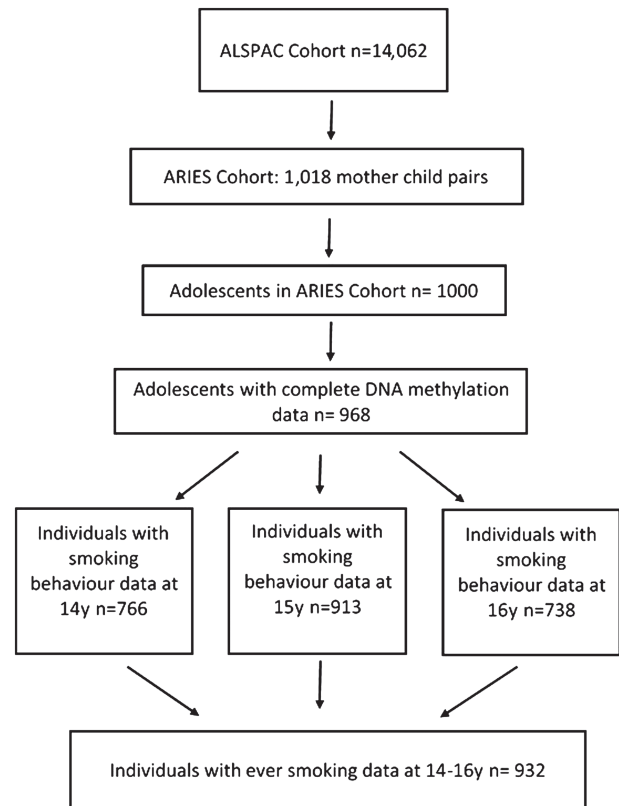 ALSPAC Cohort n=14,062
ARIES Cohort: 1,018 mother child pairs
Adolescents in ARIES Cohort n= 1000
Adolescents with complete DNA methylation
data n= 968
Individuals with
smoking
behaviour data at
14y n=766
Individuals with
smoking
behaviour data at
15y n=913
Individuals with
smoking
behaviour data at
16y n=738
Individuals with ever smoking data at 14-16y n= 932